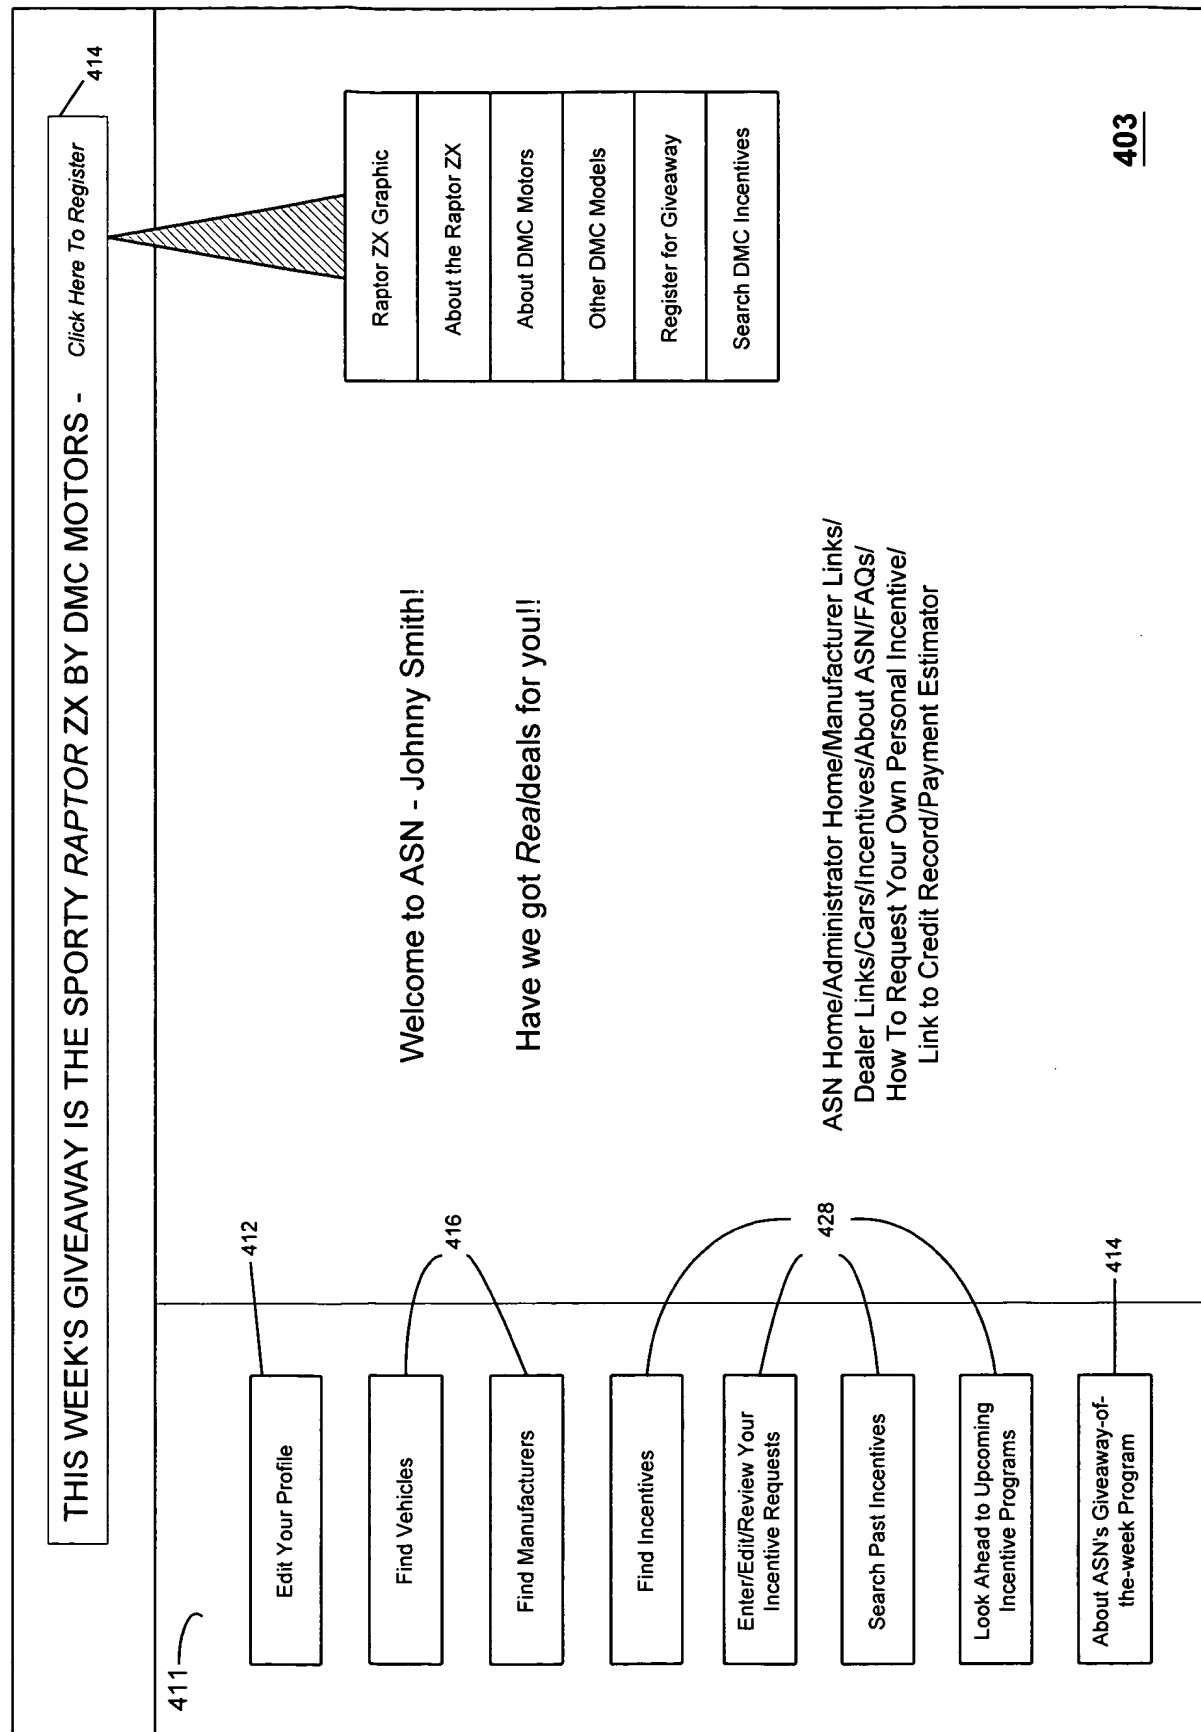 THIS WEEK'S GIVEAWAY IS THE SPORTY RAPTOR ZX BY DMC MOTORS - Click Here To Register
414
411
Edit Your Profile
412
Find Vehicles
Find Manufacturers
416
Find Incentives
Enter/Edit/Review Your
Incentive Requests
Search Past Incentives
Look Ahead to Upcoming
Incentive Programs
428
About ASN's Giveaway-of-
the-week Program
414
Welcome to ASN - Johnny Smith!
Have we got Realdeals for you!!
ASN Home/Administrator Home/Manufacturer Links/
Dealer Links/Cars/Incentives/About ASN/FAQs/
How To Request Your Own Personal Incentive/
Link to Credit Record/Payment Estimator
Raptor ZX Graphic
About the Raptor ZX
About DMC Motors
Other DMC Models
Register for Giveaway
Search DMC Incentives
403